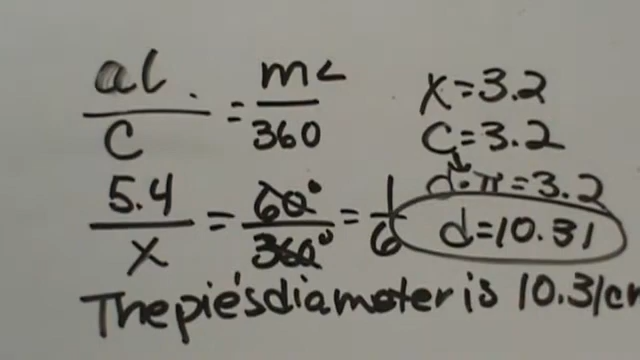 al. / C = m< / 360
5.4 / X = 60° / 360° = 1 / 6
X = 3.2
C = 3.2
d·π = 3.2
d = 10.31
The pie's diamater is 10.31cm